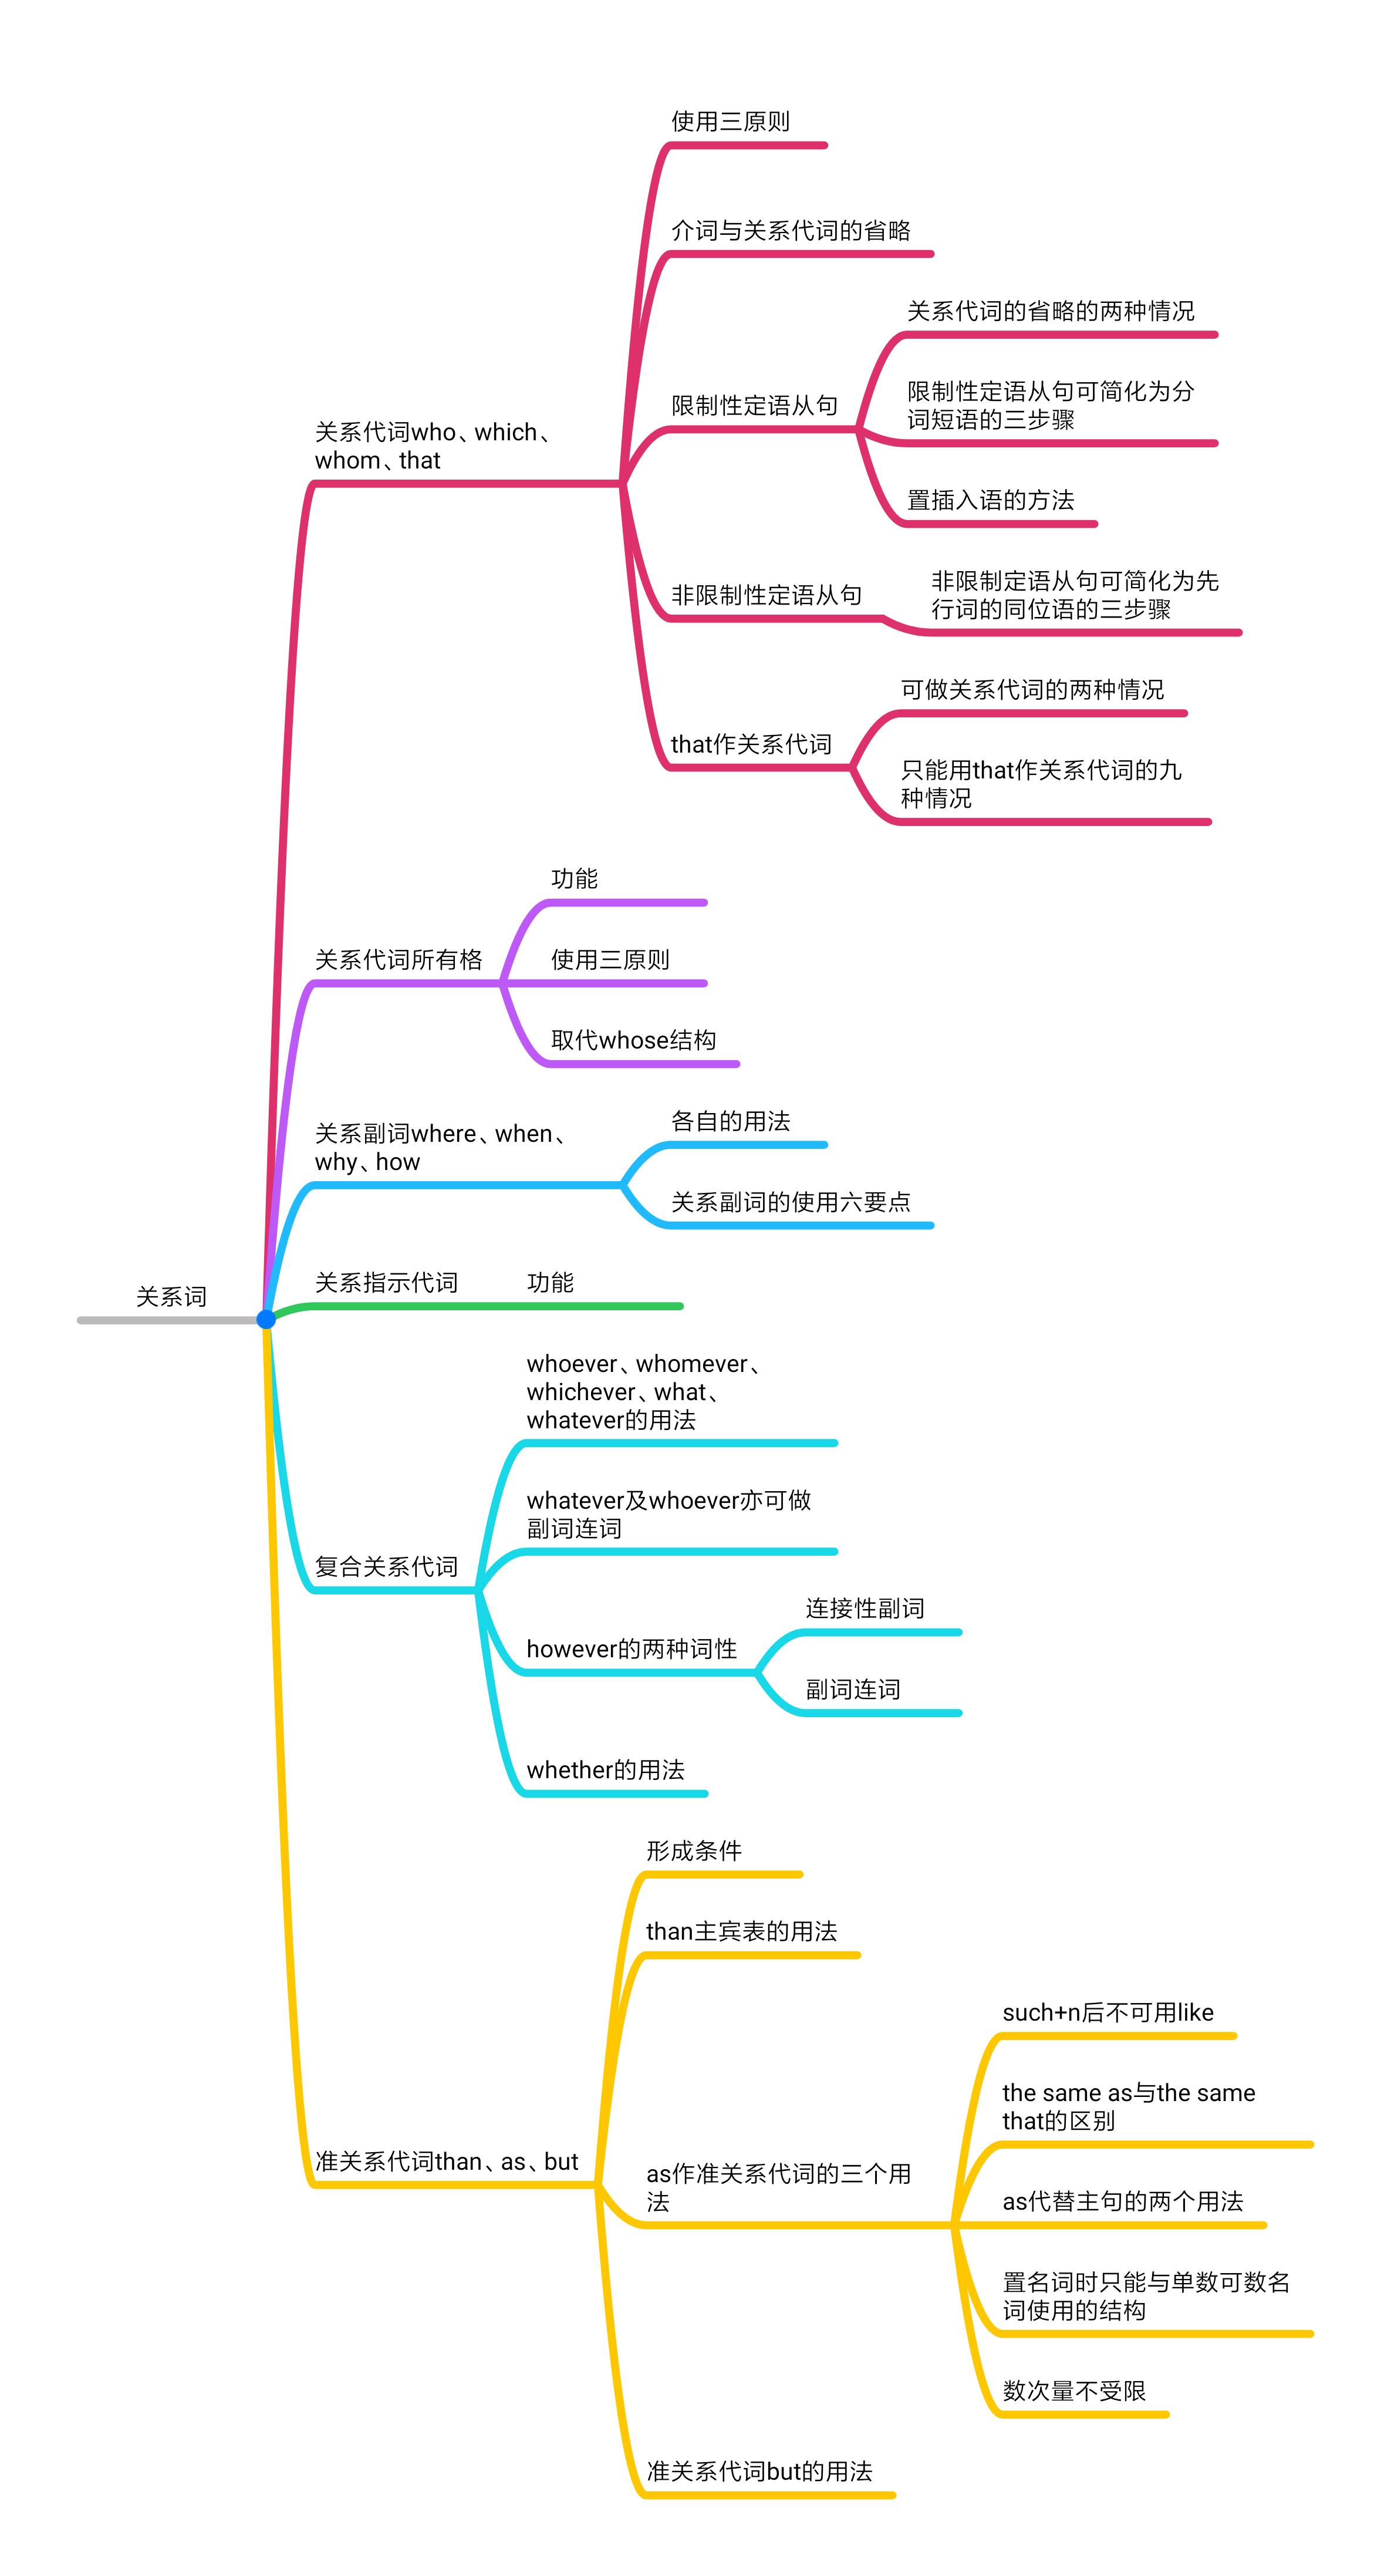 使用三原则
介词与关系代词的省略
关系代词的省略的两种情况
限制性定语从句可简化为分
词短语的三步骤
限制性定语从句
置插入语的方法
关系代词who、which、
whom、that
非限制定语从句可简化为先
行词的同位语的三步骤
非限制性定语从句
可做关系代词的两种情况
that作关系代词
只能用that作关系代词的九
种情况
功能
关系代词所有格
使用三原则
取代whose结构
各自的用法
关系副词where、when、
why、how
关系副词的使用六要点
关系词
关系指示代词
功能
whoever、whomever、
whichever、what、
whatever的用法
whatever及whoever亦可做
副词连词
复合关系代词
连接性副词
however的两种词性
副词连词
whether的用法
形成条件
than主宾表的用法
such+n后不可用like
the same as与the same
that的区别
准关系代词than、as、but
as作准关系代词的三个用
法
as代替主句的两个用法
置名词时只能与单数可数名
词使用的结构
数次量不受限
准关系代词but的用法